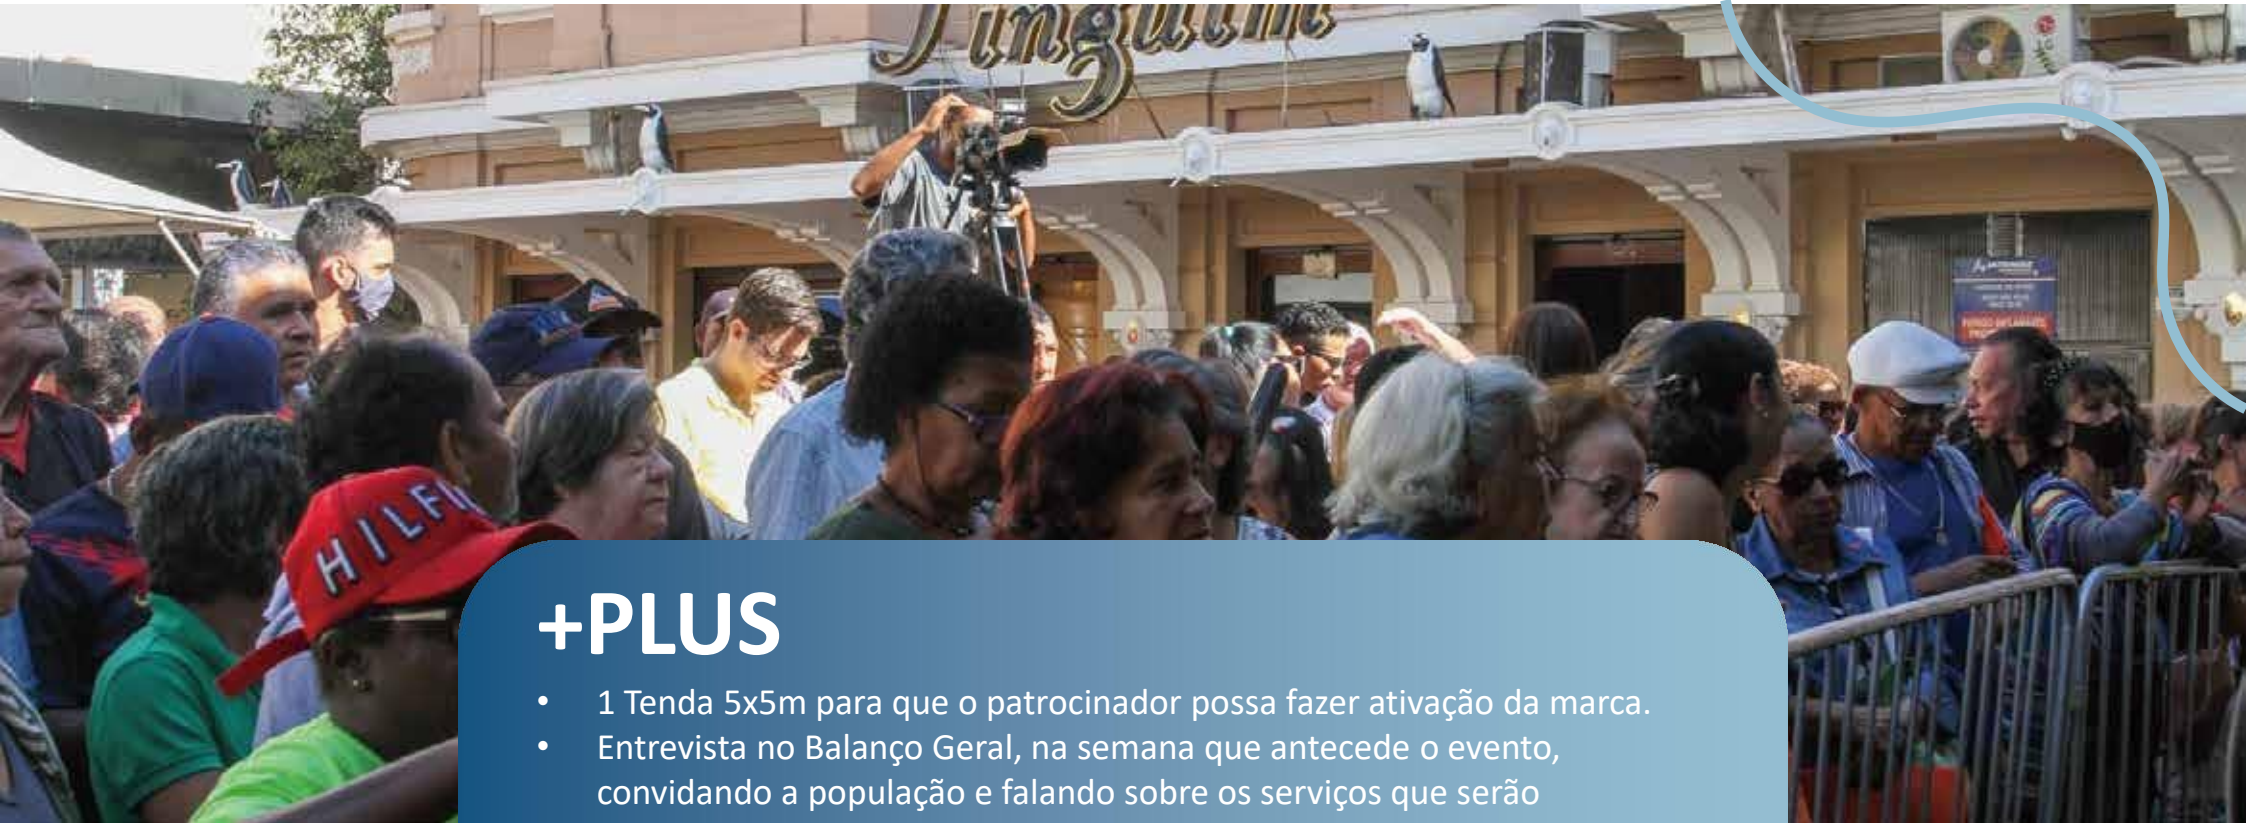 Pinguim
HILFI
+PLUS
• 1 Tenda 5x5m para que o patrocinador possa fazer ativação da marca.
• Entrevista no Balanço Geral, na semana que antecede o evento,
convidando a população e falando sobre os serviços que serão